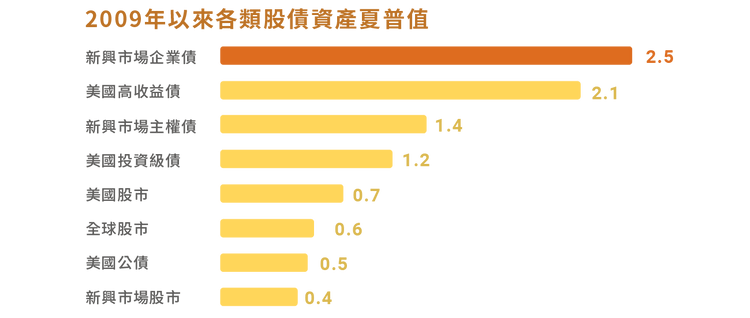 2009年以來各類股債資產夏普值
新興市場企業債 2.5
美國高收益債 2.1
新興市場主權債 1.4
美國投資級債 1.2
美國股市 0.7
全球股市 0.6
美國公債 0.5
新興市場股市 0.4